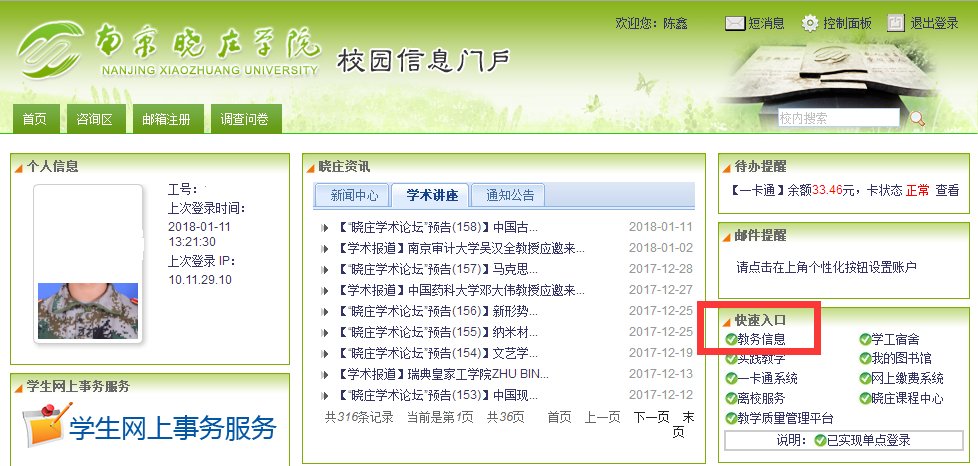 欢迎您：陈鑫 短消息 控制面板 退出登录
南京晓庄学院
NANJING XIAOZHUANG UNIVERSITY
校园信息门户
首页 咨询区 邮箱注册 调查问卷
校内搜索
个人信息
工号：
上次登录时间：
2018-01-11
13:21:30
上次登录 IP：
10.11.29.10
学生网上事务服务
学生网上事务服务
晓庄资讯
新闻中心 学术讲座 通知公告
【“晓庄学术论坛”预告(158)】中国古... 2018-01-11
【学术报道】南京审计大学吴汉全教授应邀来... 2018-01-02
【“晓庄学术论坛”预告(157)】马克思... 2017-12-28
【学术报道】中国药科大学邓大伟教授应邀来... 2017-12-27
【“晓庄学术论坛”预告(156)】新形势... 2017-12-25
【“晓庄学术论坛”预告(155)】纳米材... 2017-12-25
【“晓庄学术论坛”预告(154)】文艺学... 2017-12-19
【学术报道】瑞典皇家工学院ZHU BIN... 2017-12-13
【“晓庄学术论坛”预告(153)】中国现... 2017-12-12
共316条记录 当前是第1页 共36页 首页 上一页 下一页 末
页
待办提醒
【一卡通】余额33.46元，卡状态 正常 查看
邮件提醒
请点击在上角个性化按钮设置账户
快速入口
教务信息 学工宿舍
实践教学 我的图书馆
一卡通系统 网上缴费系统
离校服务 晓庄课程中心
教学质量管理平台
说明：已实现单点登录